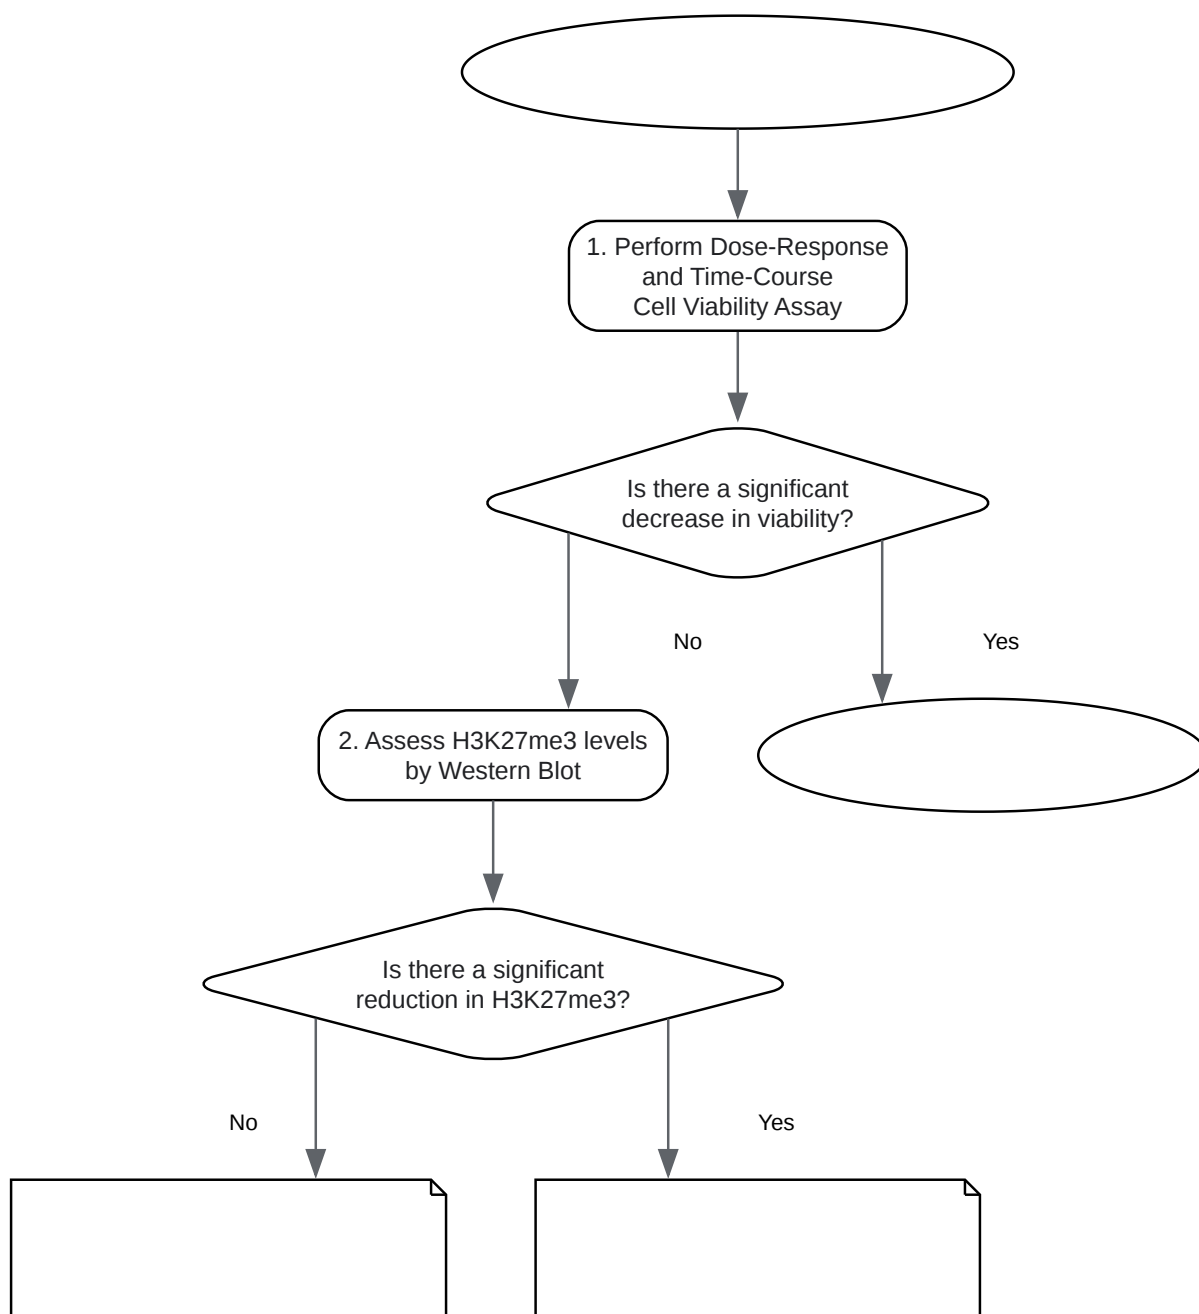 1. Perform Dose-Response
and Time-Course
Cell Viability Assay
Is there a significant
decrease in viability?
No
Yes
2. Assess H3K27me3 levels
by Western Blot
Is there a significant
reduction in H3K27me3?
No
Yes